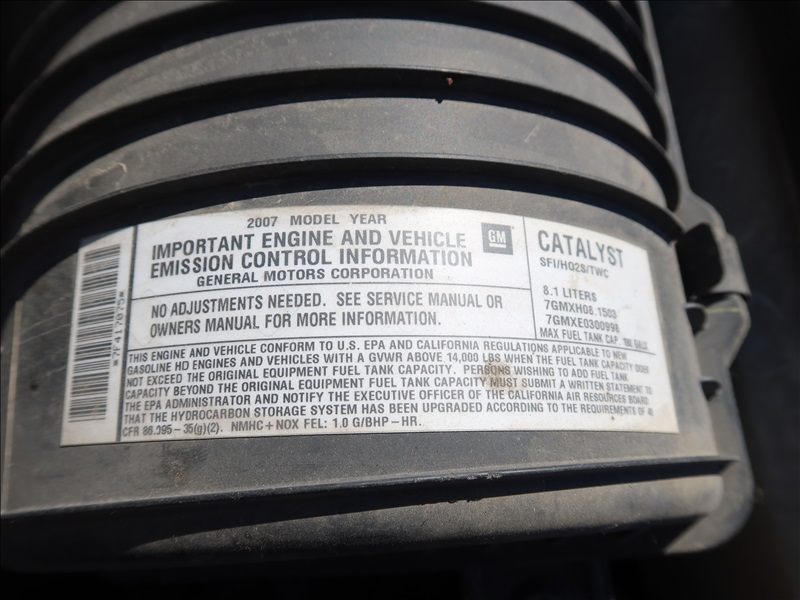 2007 MODEL YEAR
IMPORTANT ENGINE AND VEHICLE
EMISSION CONTROL INFORMATION
GENERAL MOTORS CORPORATION
GM
NO ADJUSTMENTS NEEDED. SEE SERVICE MANUAL OR
OWNERS MANUAL FOR MORE INFORMATION.
CATALYST
SFI/HO2S/TWC
8.1 LITERS
7GMXH08.1503
7GMXE0300998
MAX FUEL TANK CAP. GALS
THIS ENGINE AND VEHICLE CONFORM TO U.S. EPA AND CALIFORNIA REGULATIONS APPLICABLE TO NEW
GASOLINE HD ENGINES AND VEHICLES WITH A GVWR ABOVE 14,000 LBS WHEN THE FUEL TANK CAPACITY DOES
NOT EXCEED THE ORIGINAL EQUIPMENT FUEL TANK CAPACITY. PERSONS WISHING TO ADD FUEL TANK
CAPACITY BEYOND THE ORIGINAL EQUIPMENT FUEL TANK CAPACITY MUST SUBMIT A WRITTEN STATEMENT TO
THE EPA ADMINISTRATOR AND NOTIFY THE EXECUTIVE OFFICER OF THE CALIFORNIA AIR RESOURCES BOARD
THAT THE HYDROCARBON STORAGE SYSTEM HAS BEEN UPGRADED ACCORDING TO THE REQUIREMENTS OF 40
CFR 86.095-35(g)(2). NMHC+NOX FEL: 1.0 G/BHP-HR.
*7F417075*